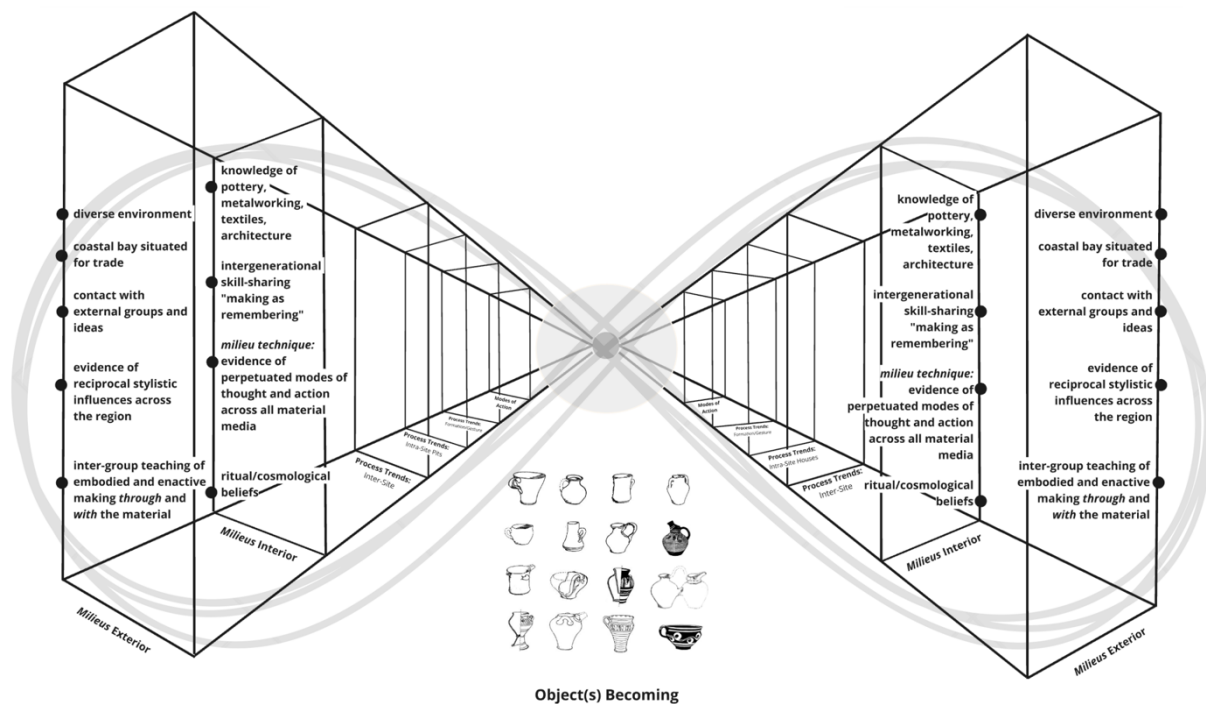 diverse environment
coastal bay situated
for trade
contact with
external groups and
ideas
evidence of
reciprocal stylistic
influences across
the region
inter-group teaching of
embodied and enactive
making through and
with the material
Milieus Exterior
knowledge of
pottery,
metalworking,
textiles,
architecture
intergenerational
skill-sharing
"making as
remembering"
milieu technique:
evidence of
perpetuated modes of
thought and action
across all material
media
ritual/cosmological
beliefs
Milieus Interior
Process Trends:
Inter-Site
Process Trends:
Intra-Site Pits
Process Trends:
Formation/Gesture
Modes of
Action
Modes of
Action
Process Trends:
Formation/Gesture
Process Trends:
Intra-Site Houses
Process Trends:
Inter-Site
knowledge of
pottery,
metalworking,
textiles,
architecture
intergenerational
skill-sharing
"making as
remembering"
milieu technique:
evidence of
perpetuated modes of
thought and action
across all material
media
ritual/cosmological
beliefs
Milieus Interior
diverse environment
coastal bay situated
for trade
contact with
external groups and
ideas
evidence of
reciprocal stylistic
influences across
the region
inter-group teaching of
embodied and enactive
making through and
with the material
Milieus Exterior
Object(s) Becoming